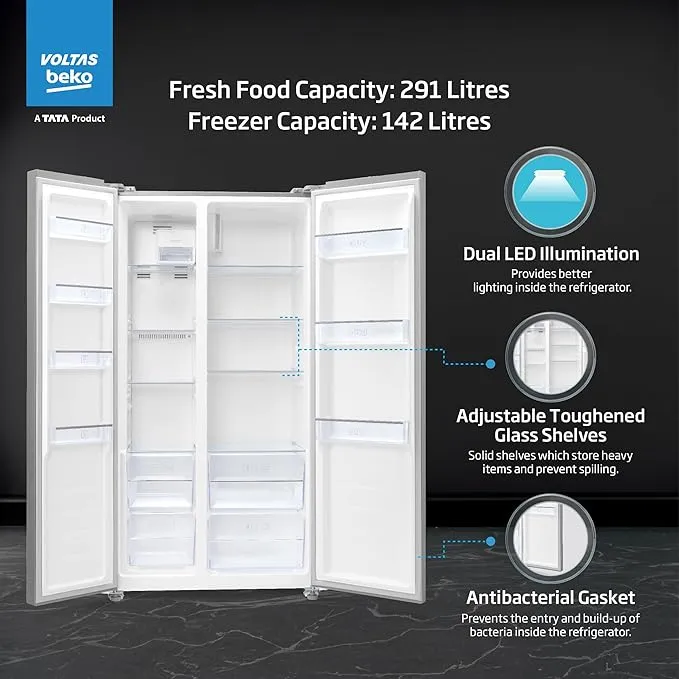 VOLTAS
beko
A TATA Product
Fresh Food Capacity: 291 Litres
Freezer Capacity: 142 Litres
Dual LED Illumination
Provides better
lighting inside the refrigerator.
Adjustable Toughened
Glass Shelves
Solid shelves which store heavy
items and prevent spilling.
Antibacterial Gasket
Prevents the entry and build-up of
bacteria inside the refrigerator.